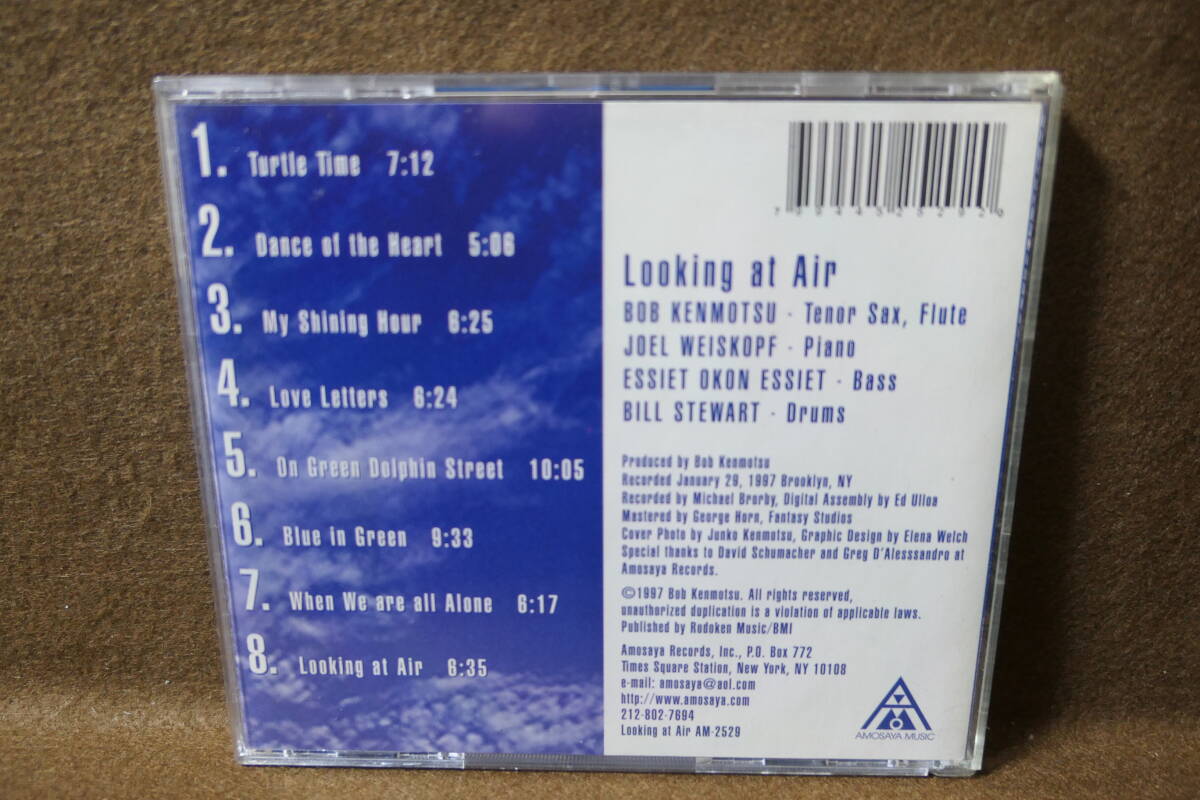 1. Turtle Time 7:12
2. Dance of the Heart 5:06
3. My Shining Hour 6:25
4. Love Letters 6:24
5. On Green Dolphin Street 10:05
6. Blue in Green 9:33
7. When We are all Alone 6:17
8. Looking at Air 6:35
Looking at Air
BOB KENMOTSU - Tenor Sax, Flute
JOEL WEISKOPF - Piano
ESSIET OKON ESSIET - Bass
BILL STEWART - Drums
Produced by Bob Kenmotsu
Recorded January 29, 1997 Brooklyn, NY
Recorded by Michael Brorby, Digital Assembly by Ed Ulloa
Mastered by George Horn, Fantasy Studios
Cover Photo by Junko Kenmotsu, Graphic Design by Elena Welch
Special thanks to David Schumacher and Greg D'Alesssandro at
Amosaya Records.
©1997 Bob Kenmotsu. All rights reserved,
unauthorized duplication is a violation of applicable laws.
Published by Rodoken Music/BMI
Amosaya Records, Inc., P.O. Box 772
Times Square Station, New York, NY 10108
e-mail: amosaya@aol.com
http://www.amosaya.com
212-802-7694
Looking at Air AM-2529
AMOSAYA MUSIC